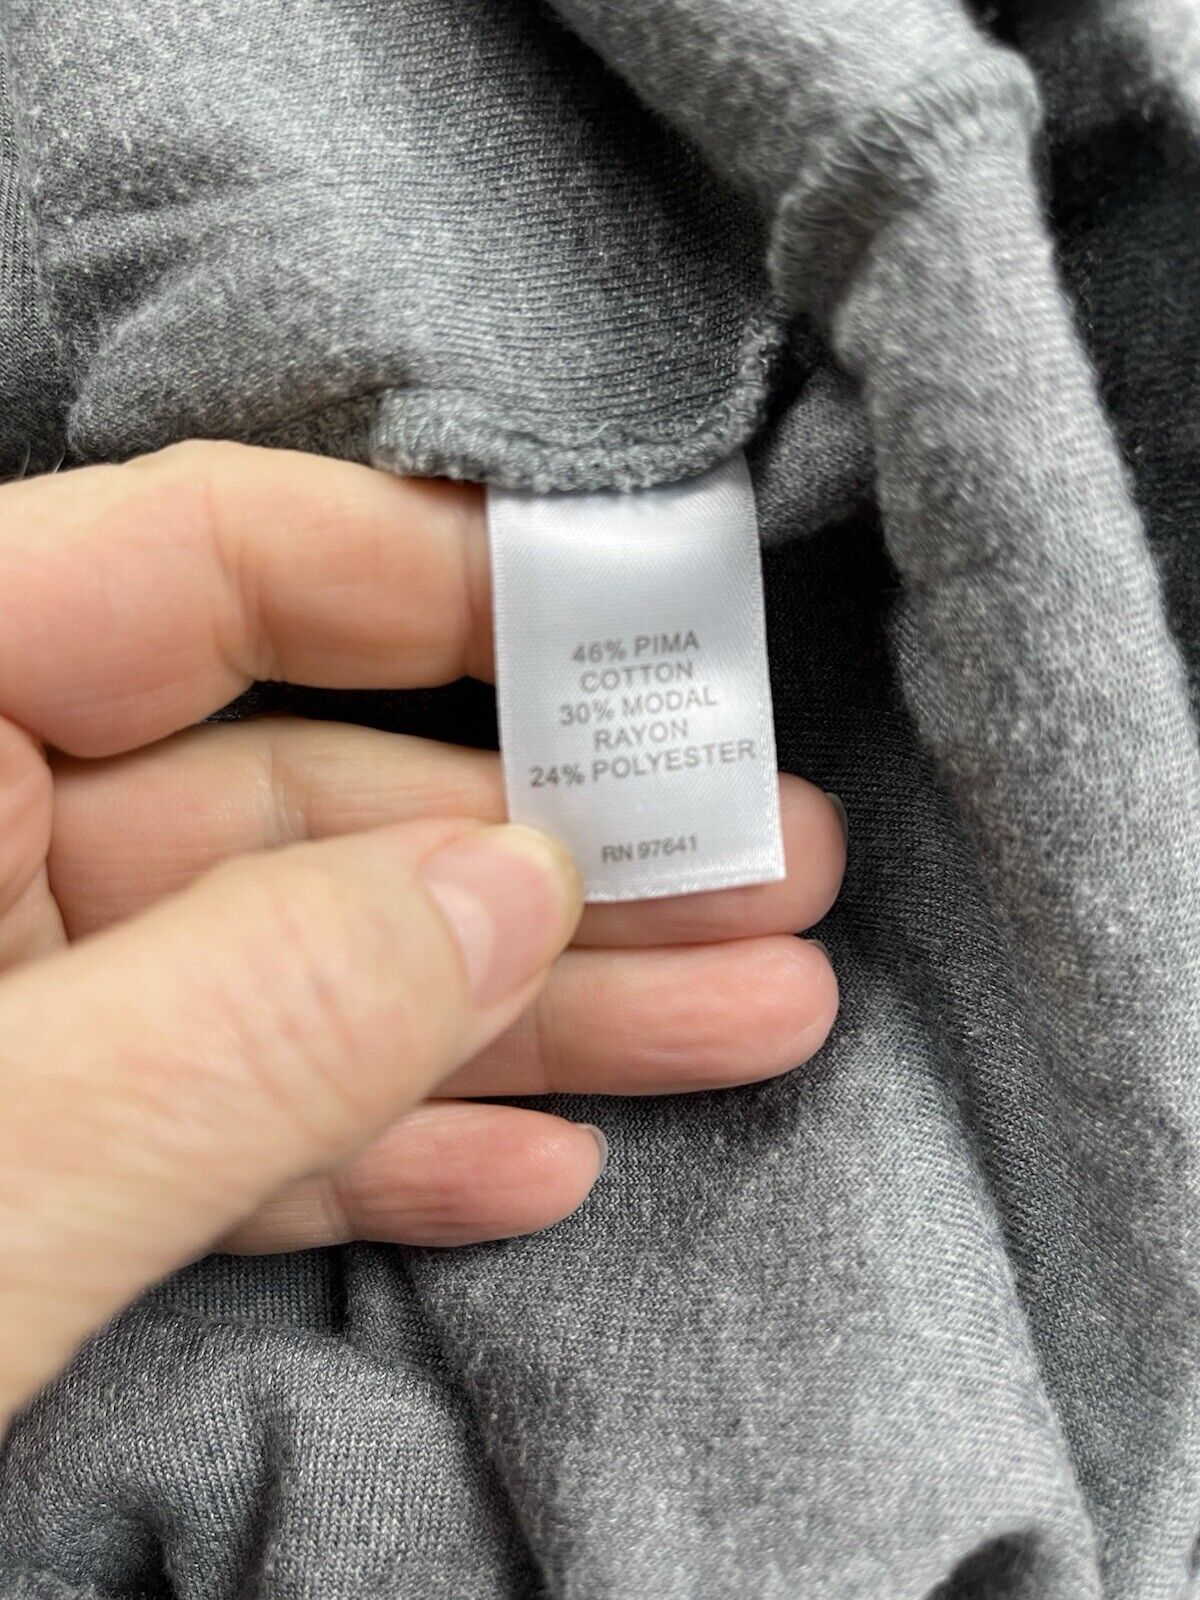 46% PIMA
COTTON
30% MODAL
RAYON
24% POLYESTER
RN 97641